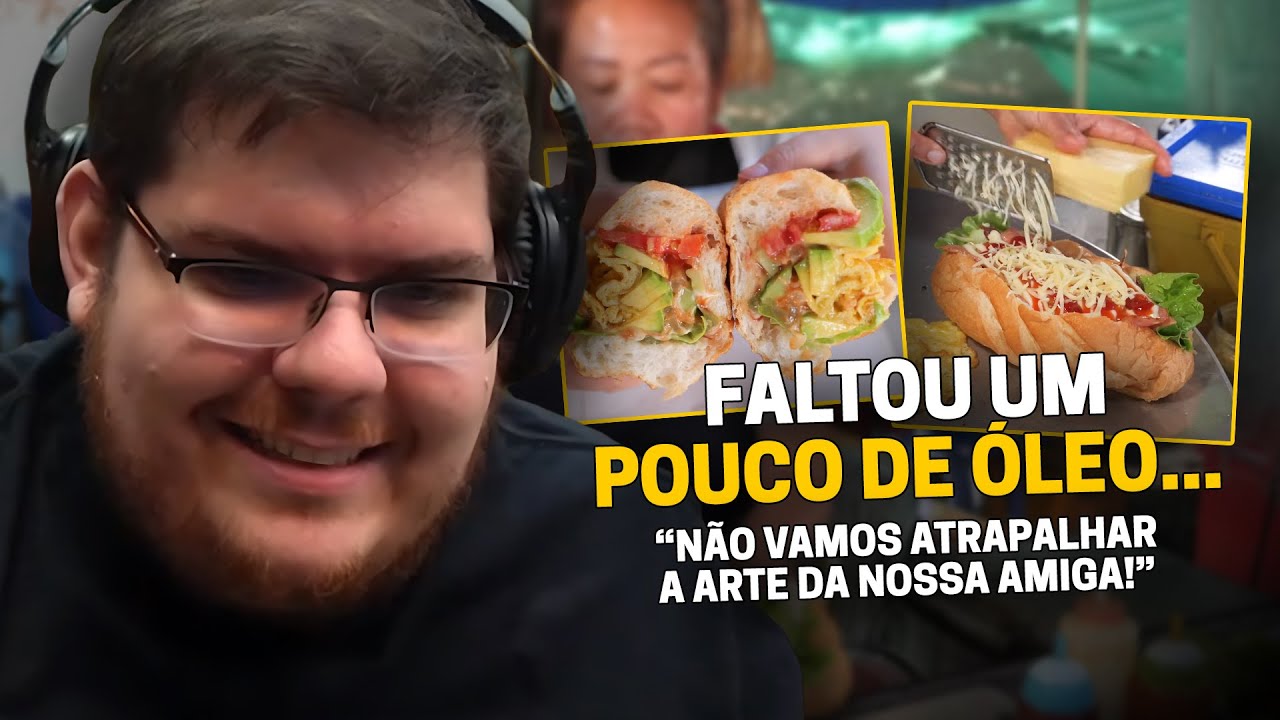 FALTOU UM
POUCO DE ÓLEO...
“NÃO VAMOS ATRAPALHAR
A ARTE DA NOSSA AMIGA!”